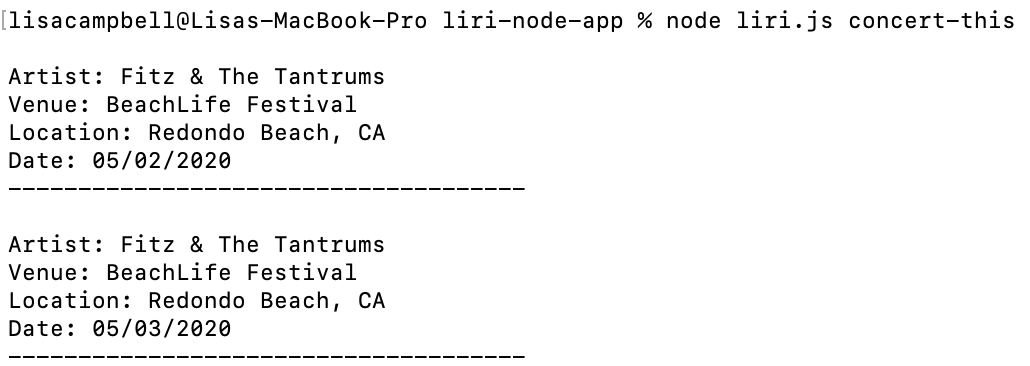 [lisacampbell@Lisas-MacBook-Pro liri-node-app % node liri.js concert-this
Artist: Fitz & The Tantrums
Venue: BeachLife Festival
Location: Redondo Beach, CA
Date: 05/02/2020
-------------------------------------
Artist: Fitz & The Tantrums
Venue: BeachLife Festival
Location: Redondo Beach, CA
Date: 05/03/2020
-------------------------------------